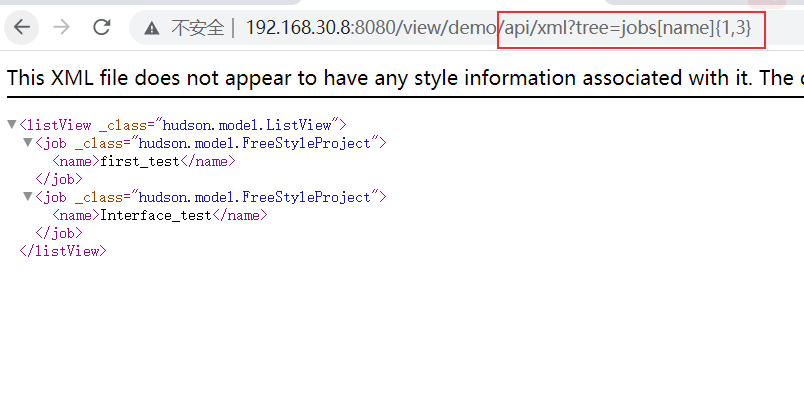 不安全 | 192.168.30.8:8080/view/demo/api/xml?tree=jobs[name]{1,3}
This XML file does not appear to have any style information associated with it. The
<listView _class="hudson.model.ListView">
<job _class="hudson.model.FreeStyleProject">
<name>first_test</name>
</job>
<job _class="hudson.model.FreeStyleProject">
<name>Interface_test</name>
</job>
</listView>